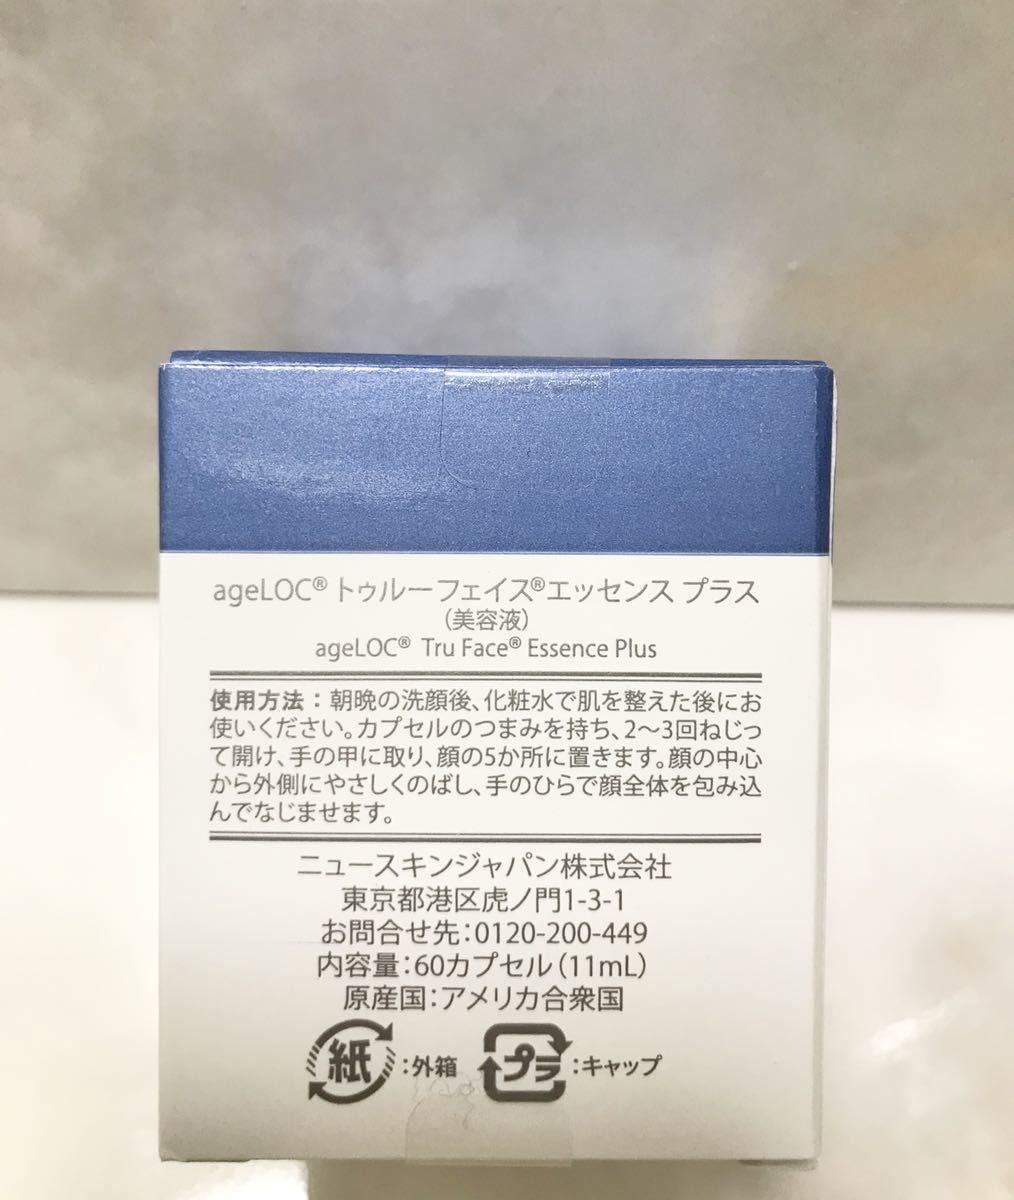 ageLOC® トゥルーフェイス®エッセンス プラス
(美容液)
ageLOC® Tru Face® Essence Plus
使用方法：朝晩の洗顔後、化粧水で肌を整えた後にお
使いください。カプセルのつまみを持ち、2〜3回ねじっ
て開け、手の甲に取り、顔の5か所に置きます。顔の中心
から外側にやさしくのばし、手のひらで顔全体を包み込
んでなじませます。
ニュースキンジャパン株式会社
東京都港区虎ノ門1-3-1
お問合せ先：0120-200-449
内容量：60カプセル（11mL）
原産国：アメリカ合衆国
紙：外箱 プラ：キャップ